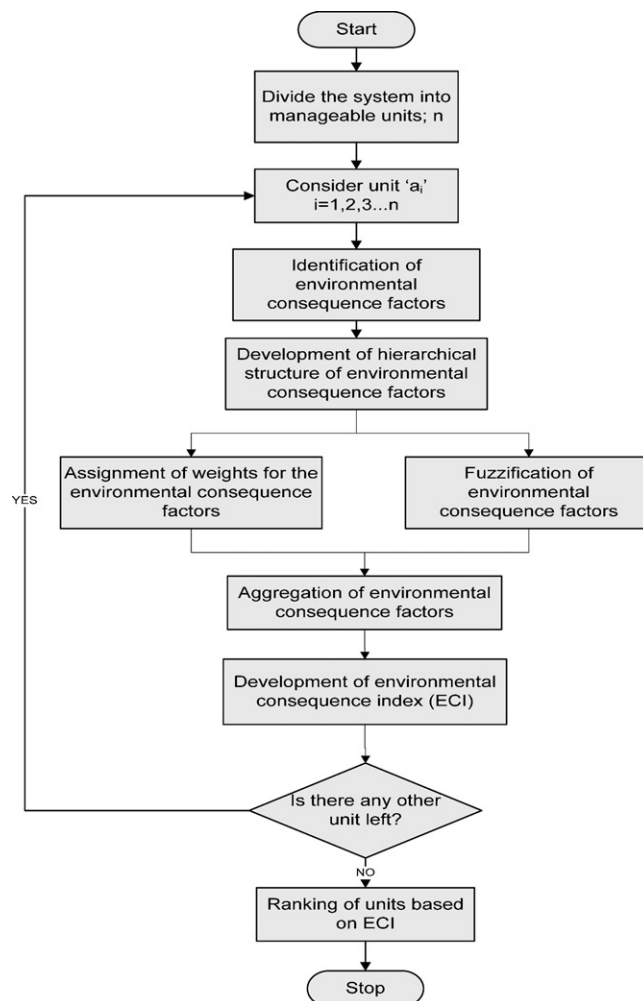 Start
Divide the system into
manageable units; n
Consider unit ‘aᵢ’
i=1,2,3...n
Identification of
environmental
consequence factors
Development of hierarchical
structure of environmental
consequence factors
Assignment of weights for the
environmental consequence
factors
Fuzzification of
environmental
consequence factors
YES
Aggregation of environmental
consequence factors
Development of environmental
consequence index (ECI)
Is there any other
unit left?
NO
Ranking of units based
on ECI
Stop